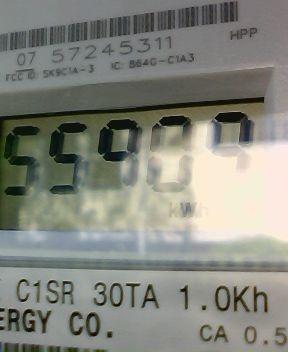 HPP
07 57245311
FCC ID: SK9C1A-3 IC: 864G-C1A3
55909
kWh
C1SR 30TA 1.0Kh
ERGY CO. CA 0.5